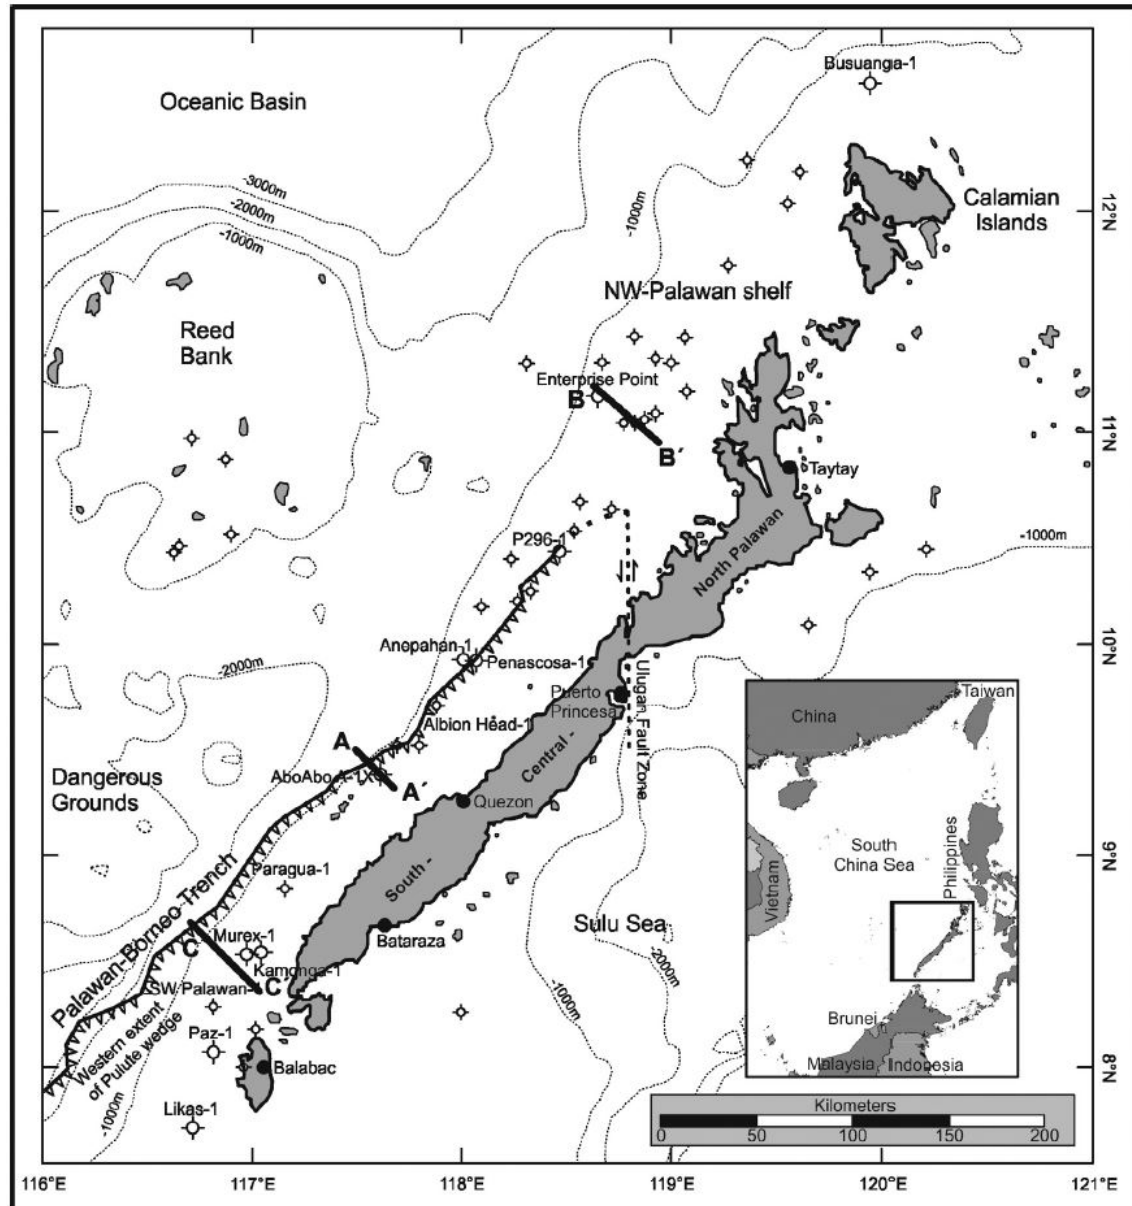 Busuanga-1
Oceanic Basin
-3000m
-2000m
-1000m
-1000m
Calamian
Islands
12°N
NW-Palawan shelf
Reed
Bank
Enterprise Point
B
B´
11°N
Taytay
P296-1
North Palawan
-1000m
Anopahan-1
Penascosa-1
10°N
-2000m
Puerto
Princesa
Ulugan Fault Zone
Albion Head-1
Central -
A
AboAbo A-1X
A´
Dangerous
Grounds
Quezon
Paragua-1
South -
9°N
Palawan-Borneo-Trench
Murex-1
C
Kamonga-1
C´
SW Palawan-1
Bataraza
Sulu Sea
-2000m
-1000m
Western extent
of Pulute wedge
Paz-1
Balabac
8°N
-1000m
Likas-1
China
Taiwan
South
China Sea
Philippines
Vietnam
Brunei
Malaysia
Indonesia
Kilometers
0 50 100 150 200
116°E 117°E 118°E 119°E 120°E 121°E